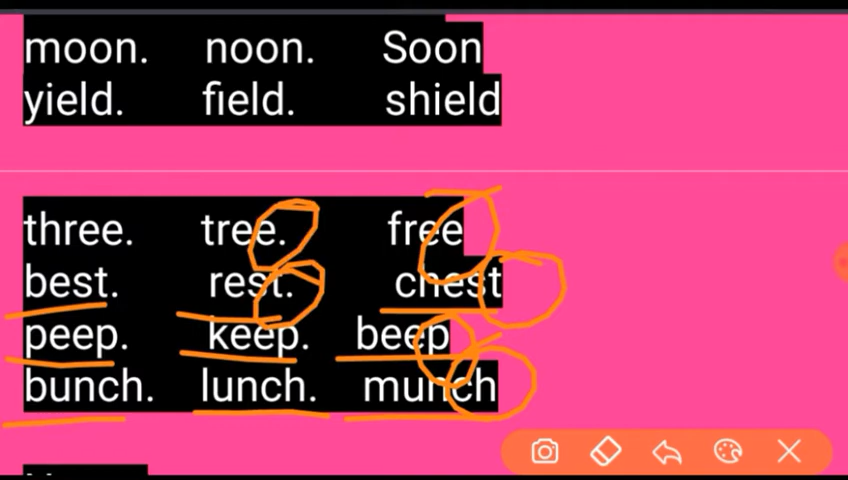 moon. noon. Soon
yield. field. shield
three. tree. free
best. rest. chest
peep. keep. beep
bunch. lunch. munch